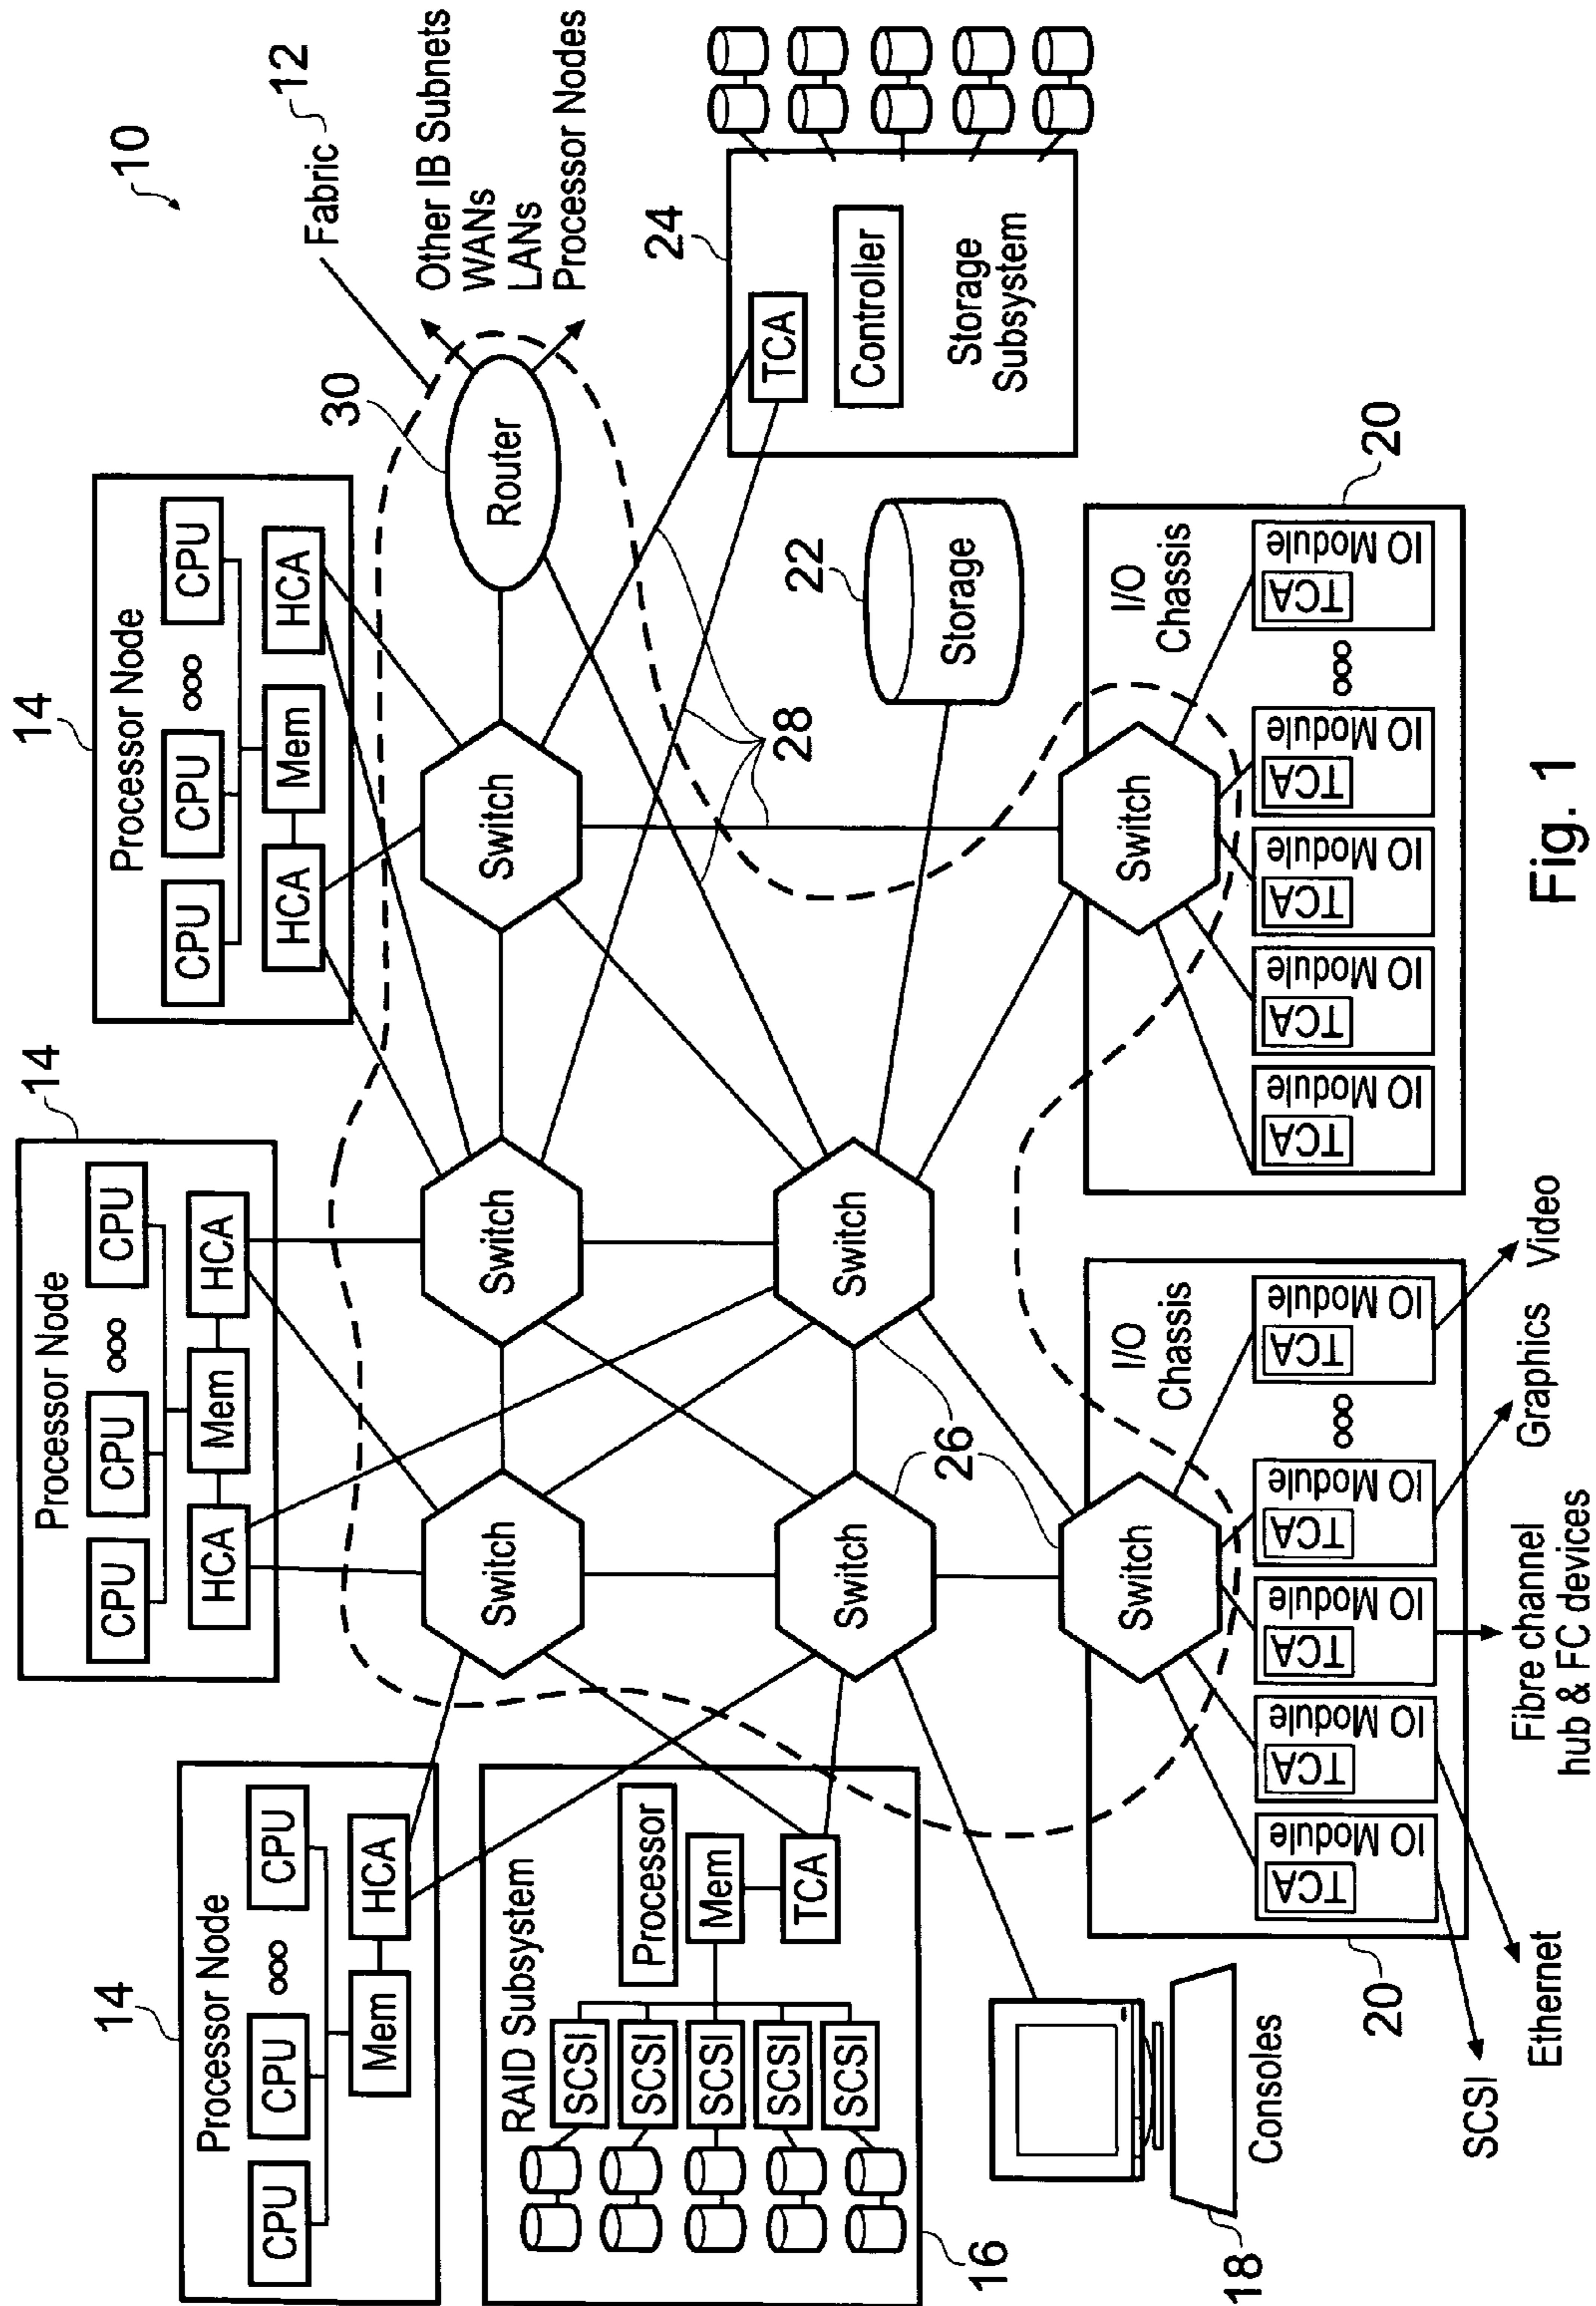 10
Fabric 12
14
Processor Node
CPU
CPU
CPU
HCA
Mem
14
Processor Node
CPU
CPU
CPU
HCA
Mem
HCA
14
Processor Node
CPU
CPU
CPU
HCA
Mem
HCA
30
Router
Other IB Subnets
WANs
LANs
Processor Nodes
RAID Subsystem
Processor
SCSI
SCSI
SCSI
SCSI
SCSI
Mem
TCA
16
Switch
Switch
Switch
Switch
Switch
26
28
24
TCA
Controller
Storage
Subsystem
22
Storage
18
Consoles
Switch
I/O
Chassis
TCA
IO Module
TCA
IO Module
TCA
IO Module
TCA
IO Module
TCA
IO Module
20
SCSI
Ethernet
Fibre channel
hub & FC devices
Graphics
Video
Switch
I/O
Chassis
TCA
IO Module
TCA
IO Module
TCA
IO Module
TCA
IO Module
TCA
IO Module
20
Fig. 1